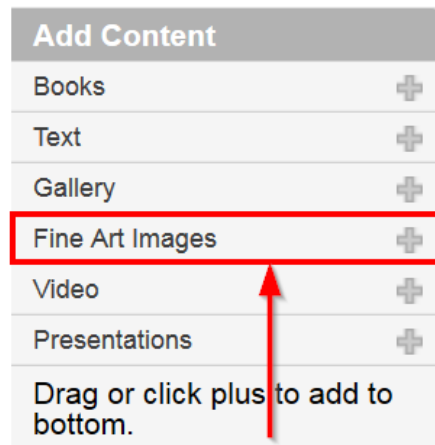 Add Content
Books
Text
Gallery
Fine Art Images
Video
Presentations
Drag or click plus to add to
bottom.